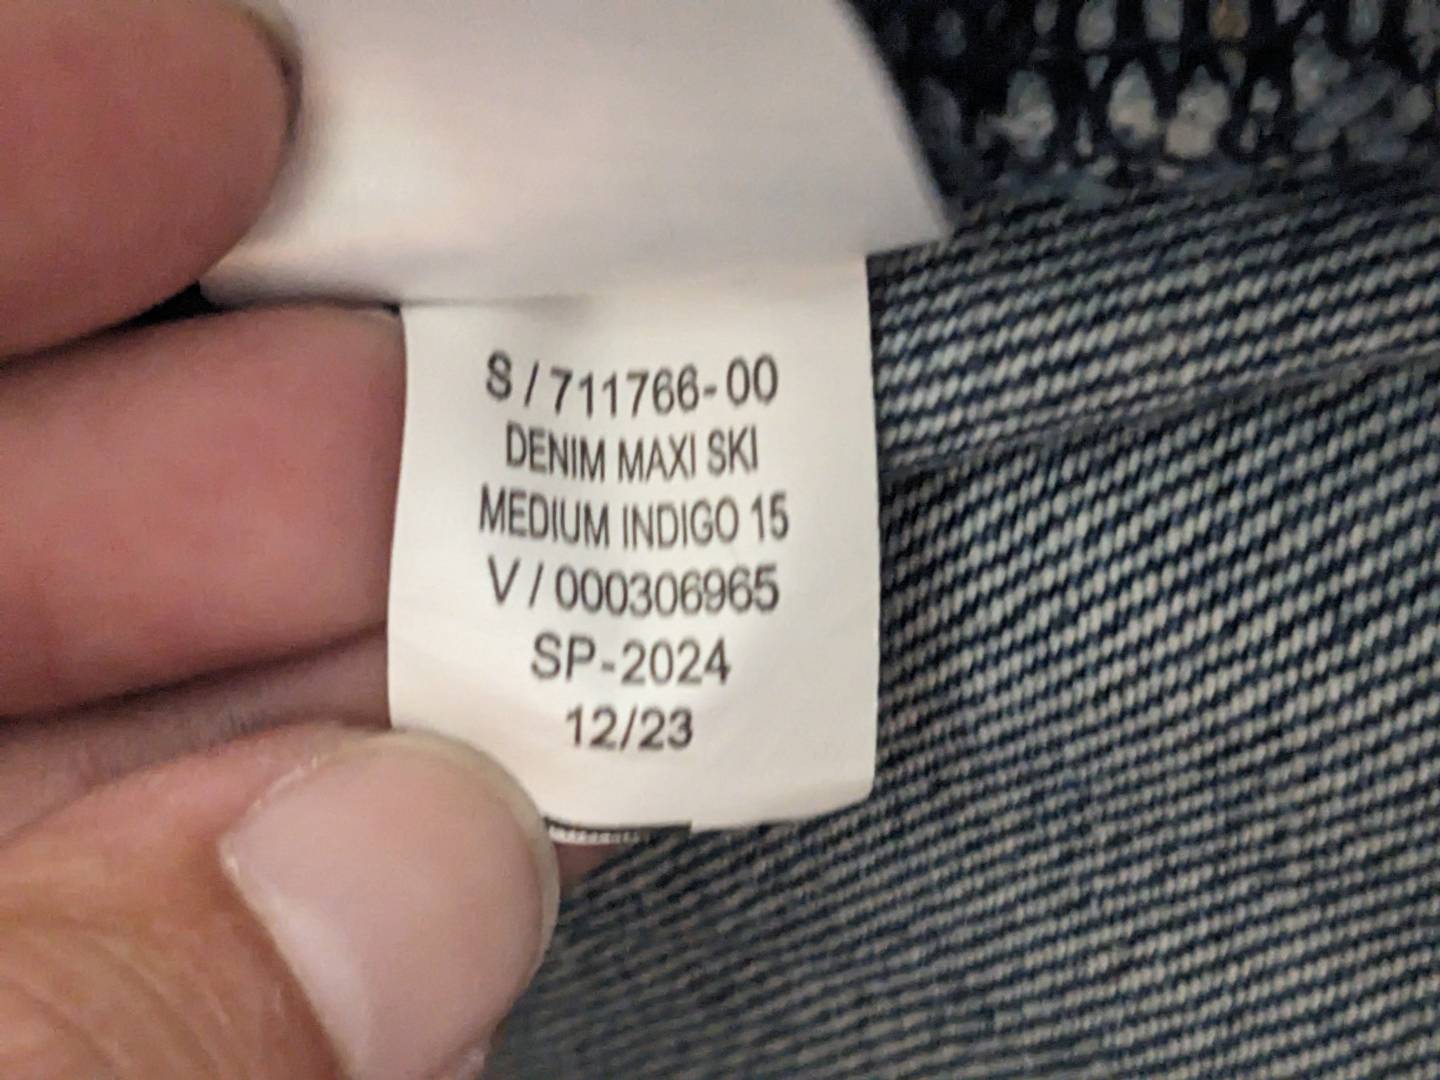 S / 711766-00
DENIM MAXI SKI
MEDIUM INDIGO 15
V / 000306965
SP-2024
12/23